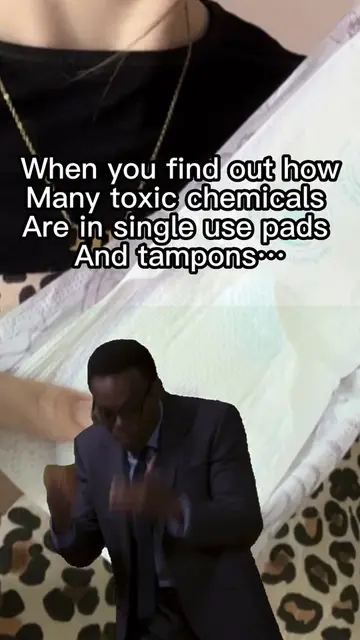 When you find out how
Many toxic chemicals
Are in single use pads
And tampons…